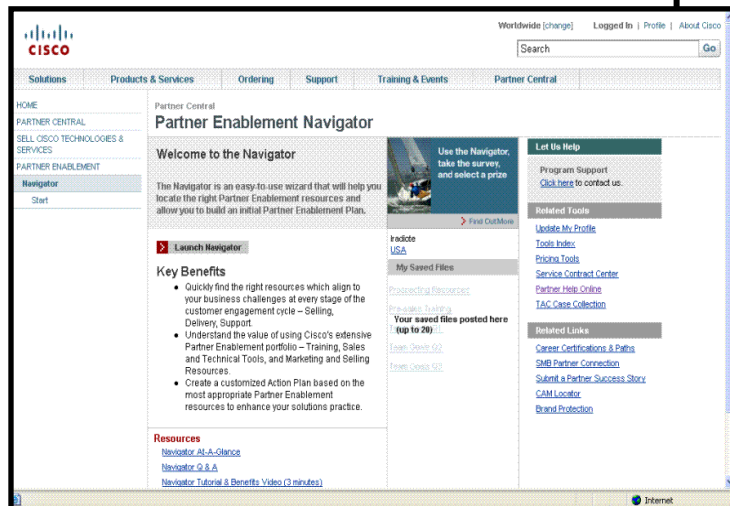 Worldwide [change] Logged In | Profile | About Cisco
CISCO
Search Go
Solutions Products & Services Ordering Support Training & Events Partner Central
HOME
PARTNER CENTRAL
SELL CISCO TECHNOLOGIES &
SERVICES
PARTNER ENABLEMENT
Navigator
Start
Partner Central
Partner Enablement Navigator
Welcome to the Navigator
The Navigator is an easy-to-use wizard that will help you
locate the right Partner Enablement resources and
allow you to build an initial Partner Enablement Plan.
Launch Navigator
Key Benefits
Quickly find the right resources which align to
your business challenges at every stage of the
customer engagement cycle – Selling,
Delivery, Support.
Understand the value of using Cisco's extensive
Partner Enablement portfolio – Training, Sales
and Technical Tools, and Marketing and Selling
Resources.
Create a customized Action Plan based on the
most appropriate Partner Enablement
resources to enhance your solutions practice.
Resources
Navigator At-A-Glance
Navigator Q & A
Navigator Tutorial & Benefits Video (3 minutes)
Use the Navigator,
take the survey,
and select a prize
Find Out More
Iradiote
USA
My Saved Files
Prospecting Resources
Pre-sales Training
Your saved files posted here
(up to 20)
Team Goals Q2
Team Goals Q3
Let Us Help
Program Support
Click here to contact us.
Related Tools
Update My Profile
Tools Index
Pricing Tools
Service Contract Center
Partner Help Online
TAC Case Collection
Related Links
Career Certifications & Paths
SMB Partner Connection
Submit a Partner Success Story
CAM Locator
Brand Protection
Internet